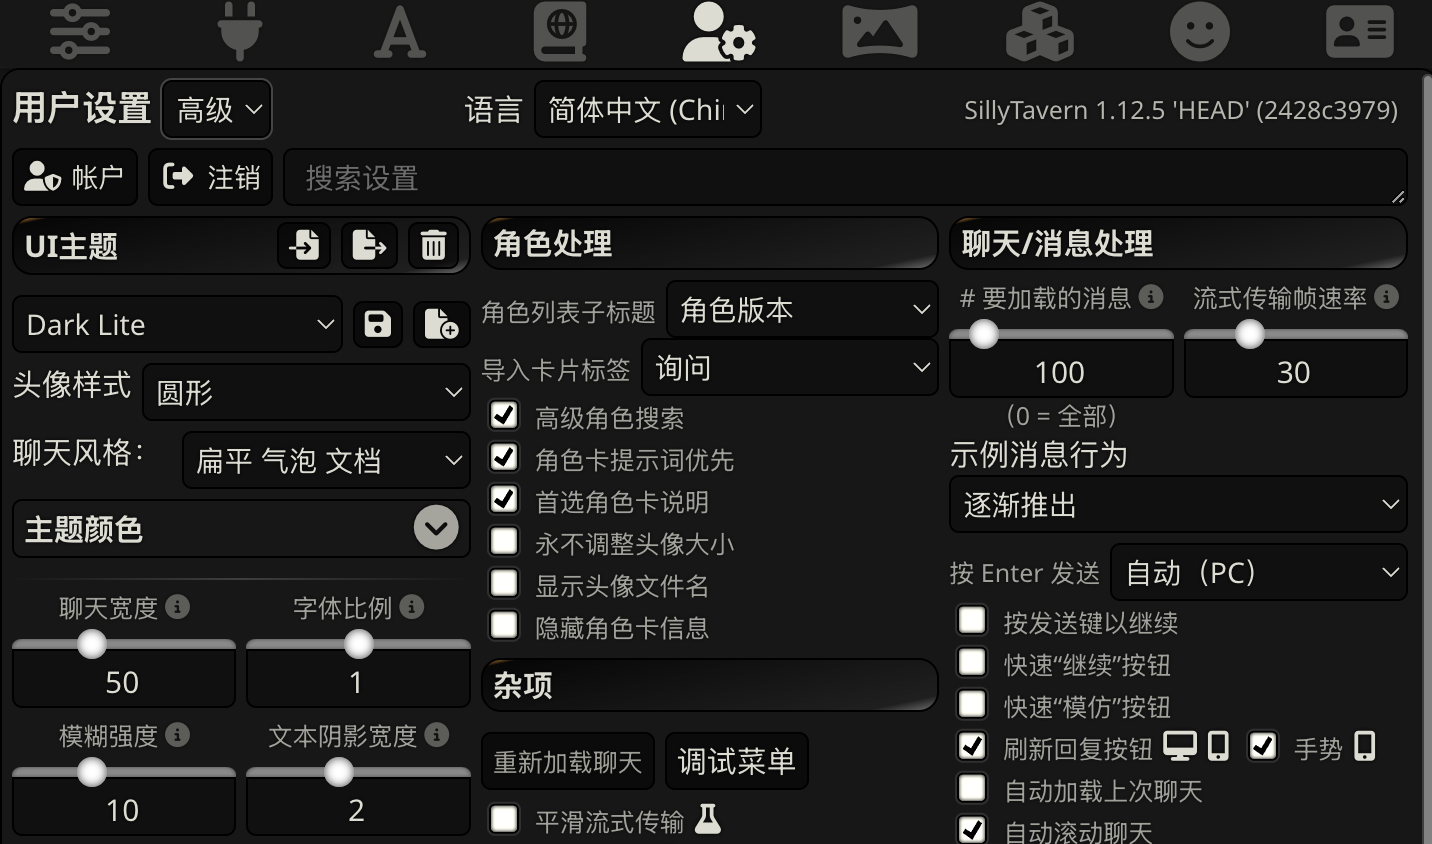 用户设置 高级 语言 简体中文 (Chi SillyTavern 1.12.5 'HEAD' (2428c3979)
帐户 注销 搜索设置
UI主题
Dark Lite
头像样式 圆形
聊天风格： 扁平 气泡 文档
主题颜色
聊天宽度 字体比例
50 1
模糊强度 文本阴影宽度
10 2
角色处理
角色列表子标题 角色版本
导入卡片标签 询问
高级角色搜索
角色卡提示词优先
首选角色卡说明
永不调整头像大小
显示头像文件名
隐藏角色卡信息
杂项
重新加载聊天 调试菜单
平滑流式传输
聊天/消息处理
# 要加载的消息 流式传输帧速率
100 30
(0 = 全部)
示例消息行为
逐渐推出
按 Enter 发送 自动（PC）
按发送键以继续
快速“继续”按钮
快速“模仿”按钮
刷新回复按钮 手势
自动加载上次聊天
自动滚动聊天